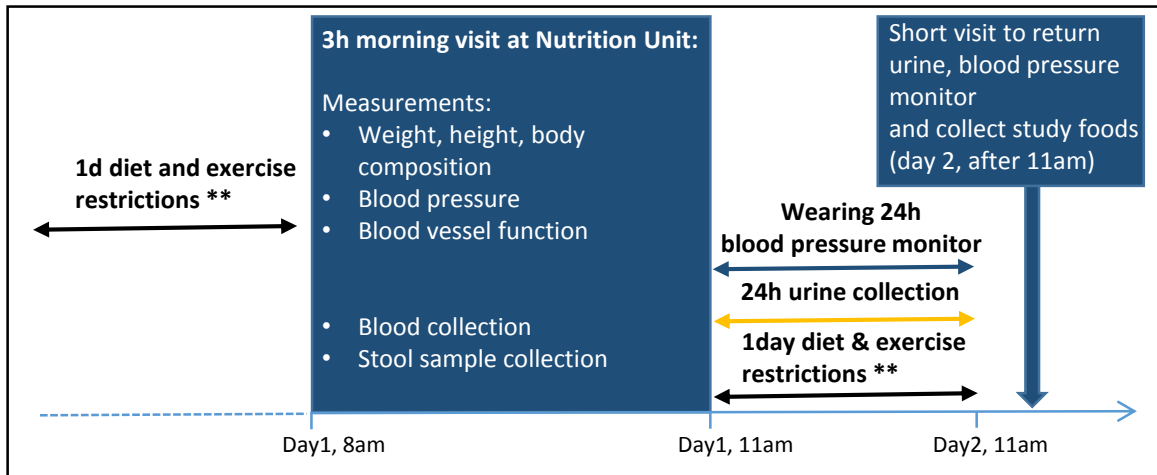 3h morning visit at Nutrition Unit:
Measurements:
• Weight, height, body
composition
• Blood pressure
• Blood vessel function
• Blood collection
• Stool sample collection
1d diet and exercise
restrictions **
Short visit to return
urine, blood pressure
monitor
and collect study foods
(day 2, after 11am)
Wearing 24h
blood pressure monitor
24h urine collection
1day diet & exercise
restrictions **
Day1, 8am
Day1, 11am
Day2, 11am